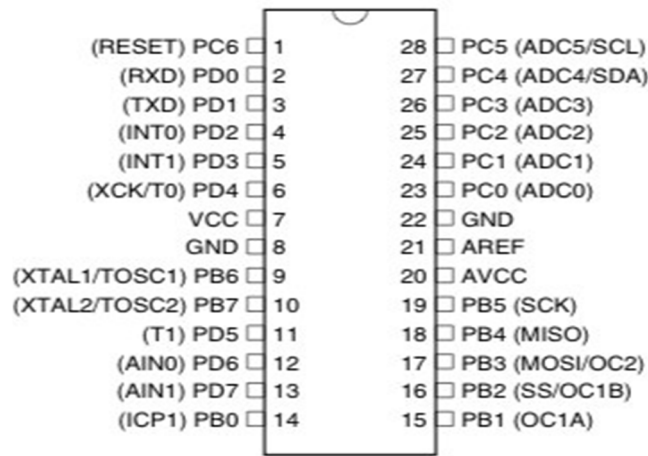 (RESET) PC6 1 28 PC5 (ADC5/SCL)
(RXD) PD0 2 27 PC4 (ADC4/SDA)
(TXD) PD1 3 26 PC3 (ADC3)
(INT0) PD2 4 25 PC2 (ADC2)
(INT1) PD3 5 24 PC1 (ADC1)
(XCK/T0) PD4 6 23 PC0 (ADC0)
VCC 7 22 GND
GND 8 21 AREF
(XTAL1/TOSC1) PB6 9 20 AVCC
(XTAL2/TOSC2) PB7 10 19 PB5 (SCK)
(T1) PD5 11 18 PB4 (MISO)
(AIN0) PD6 12 17 PB3 (MOSI/OC2)
(AIN1) PD7 13 16 PB2 (SS/OC1B)
(ICP1) PB0 14 15 PB1 (OC1A)